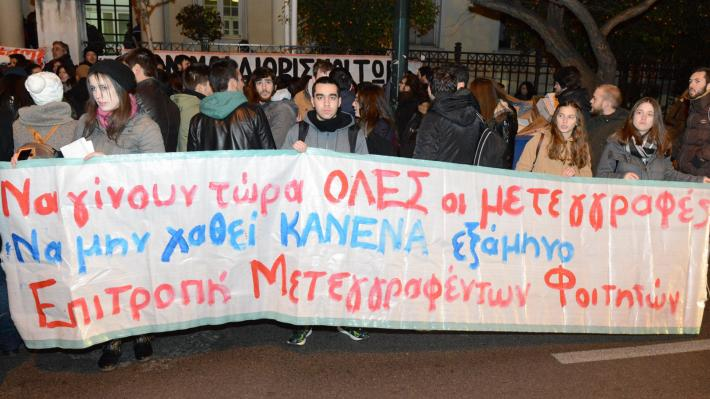 Να γίνουν τώρα ΟΛΕΣ οι μετεγγραφές
Να μην χαθεί ΚΑΝΕΝΑ εξάμηνο
Επιτροπή Μετεγγραφέντων Φοιτητών